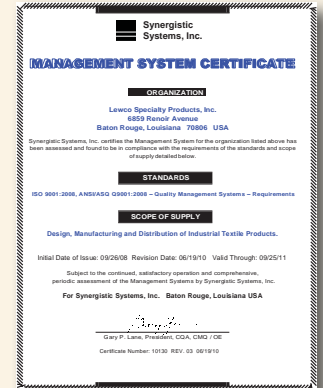 Synergistic
Systems, Inc.
MANAGEMENT SYSTEM CERTIFICATE
ORGANIZATION
Lewco Specialty Products, Inc.
6859 Renoir Avenue
Baton Rouge, Louisiana 70806 USA
Synergistic Systems, Inc. certifies the Management System for the organization listed above has
been assessed and found to be in compliance with the requirements of the standards and scope
of supply detailed below.
STANDARDS
ISO 9001:2008, ANSI/ASQ Q9001:2008 – Quality Management Systems – Requirements
SCOPE OF SUPPLY
Design, Manufacturing and Distribution of Industrial Textile Products.
Initial Date of Issue: 09/26/08 Revision Date: 06/19/10 Valid Through: 09/25/11
Subject to the continued, satisfactory operation and comprehensive,
periodic assessment of the Management Systems by Synergistic Systems, Inc.
For Synergistic Systems, Inc. Baton Rouge, Louisiana USA
Gary P. Lane, President, CQA, CMQ / OE
Certificate Number: 10130 REV. 03 06/19/10